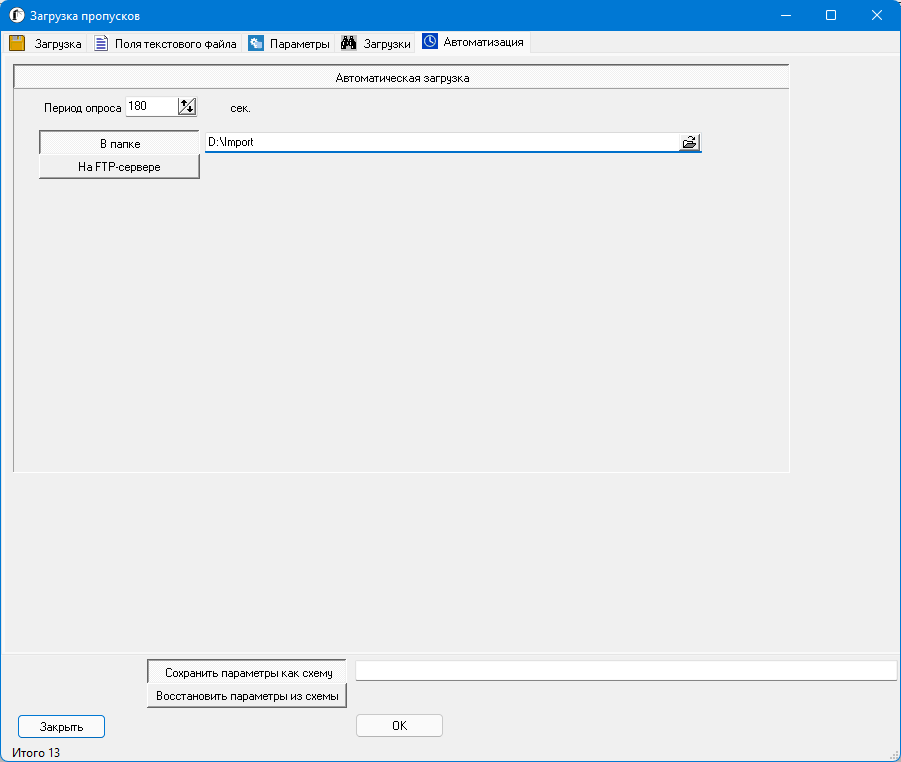 Загрузка пропусков
Загрузка Поля текстового файла Параметры Загрузки Автоматизация
Автоматическая загрузка
Период опроса 180 сек.
В папке D:\Import
На FTP-сервере
Сохранить параметры как схему
Восстановить параметры из схемы
Закрыть OK
Итого 13